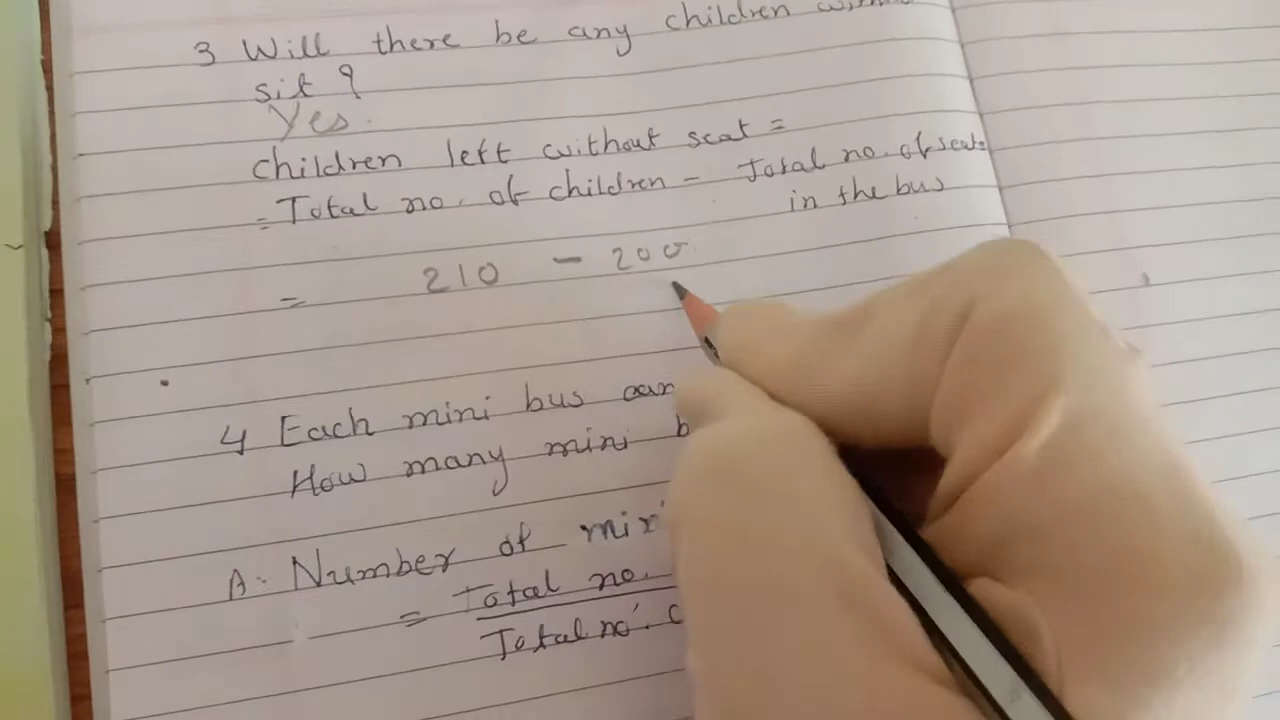 3 Will there be any children
sit ?
Yes.
children left without seat =
= Total no. of children - Total no. of seats
in the bus
= 210 - 200
4 Each mini bus can
How many mini
A. Number of
= Total no.
Total no.